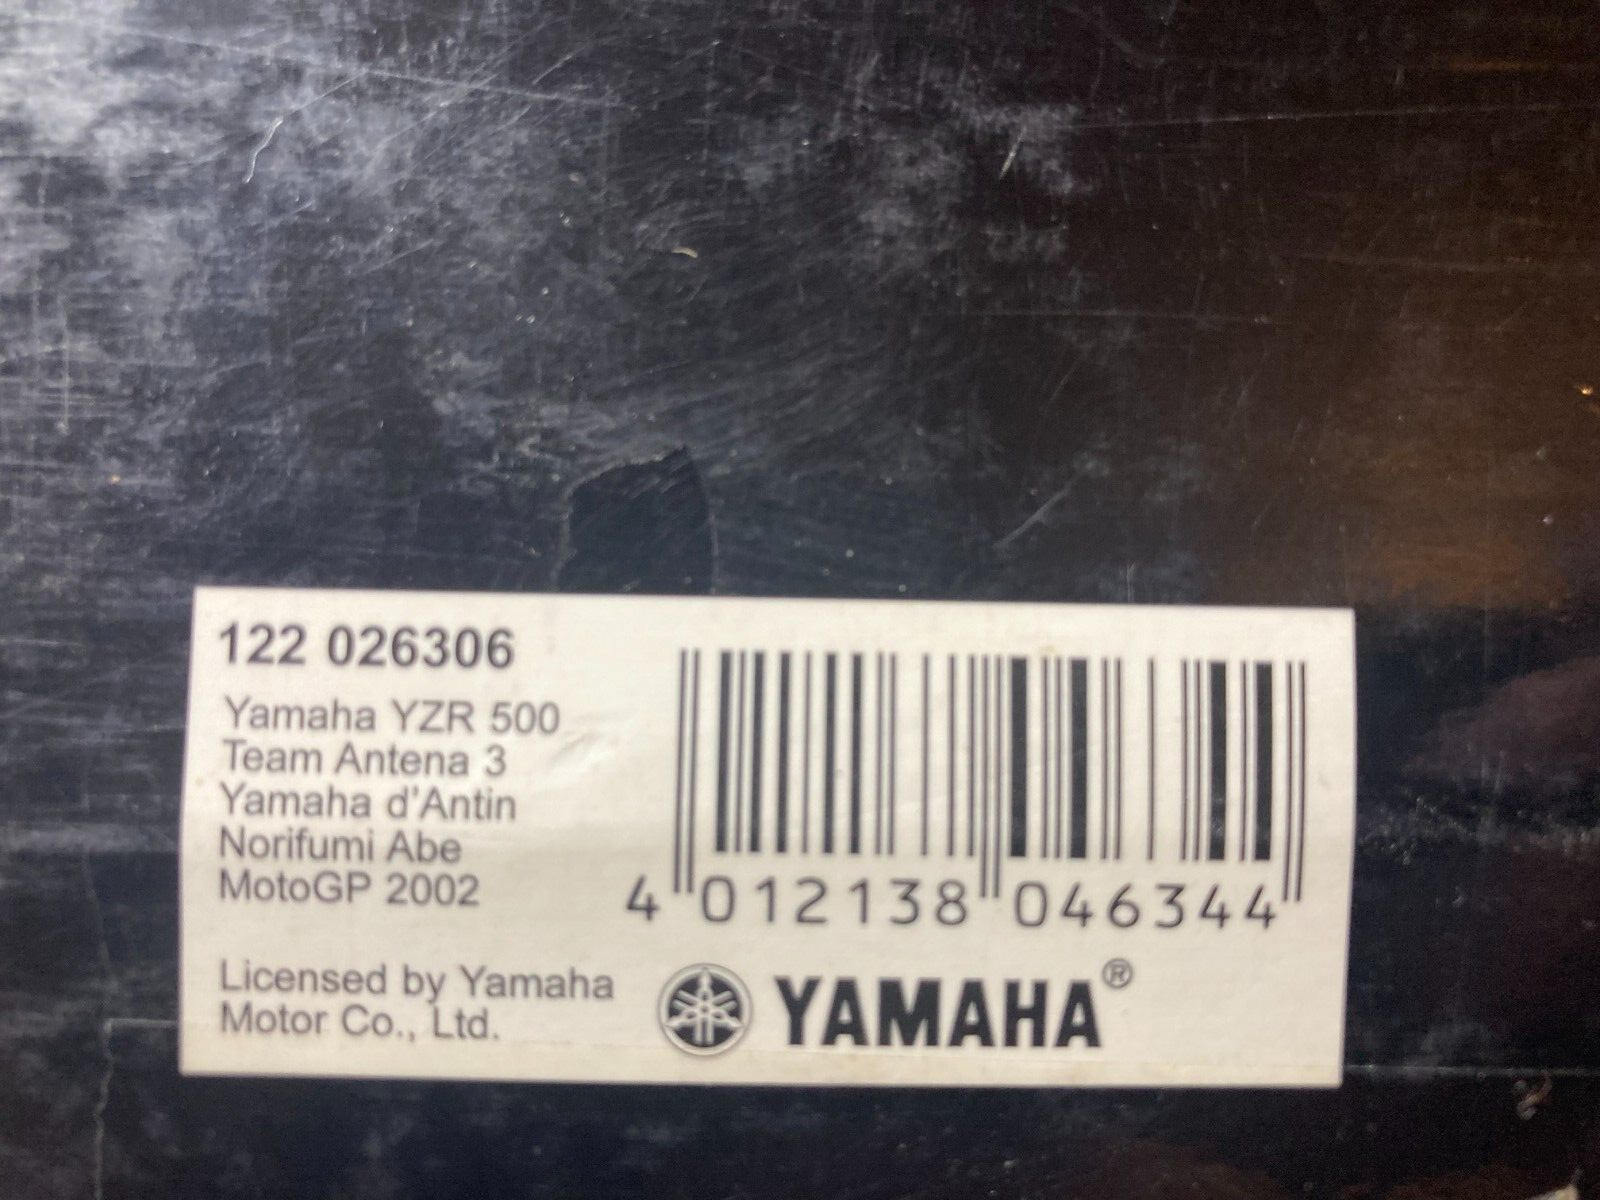 122 026306
Yamaha YZR 500
Team Antena 3
Yamaha d'Antin
Norifumi Abe
MotoGP 2002
4 012138 046344
Licensed by Yamaha
Motor Co., Ltd.
YAMAHA®